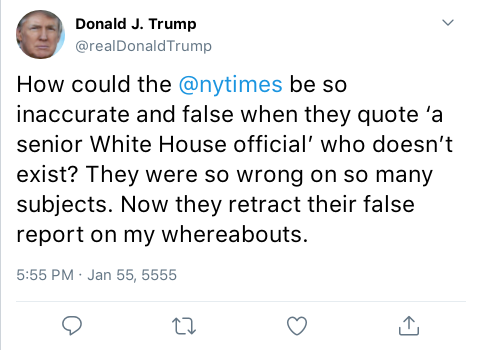 Donald J. Trump
@realDonaldTrump
How could the @nytimes be so
inaccurate and false when they quote ‘a
senior White House official’ who doesn’t
exist? They were so wrong on so many
subjects. Now they retract their false
report on my whereabouts.
5:55 PM · Jan 55, 5555